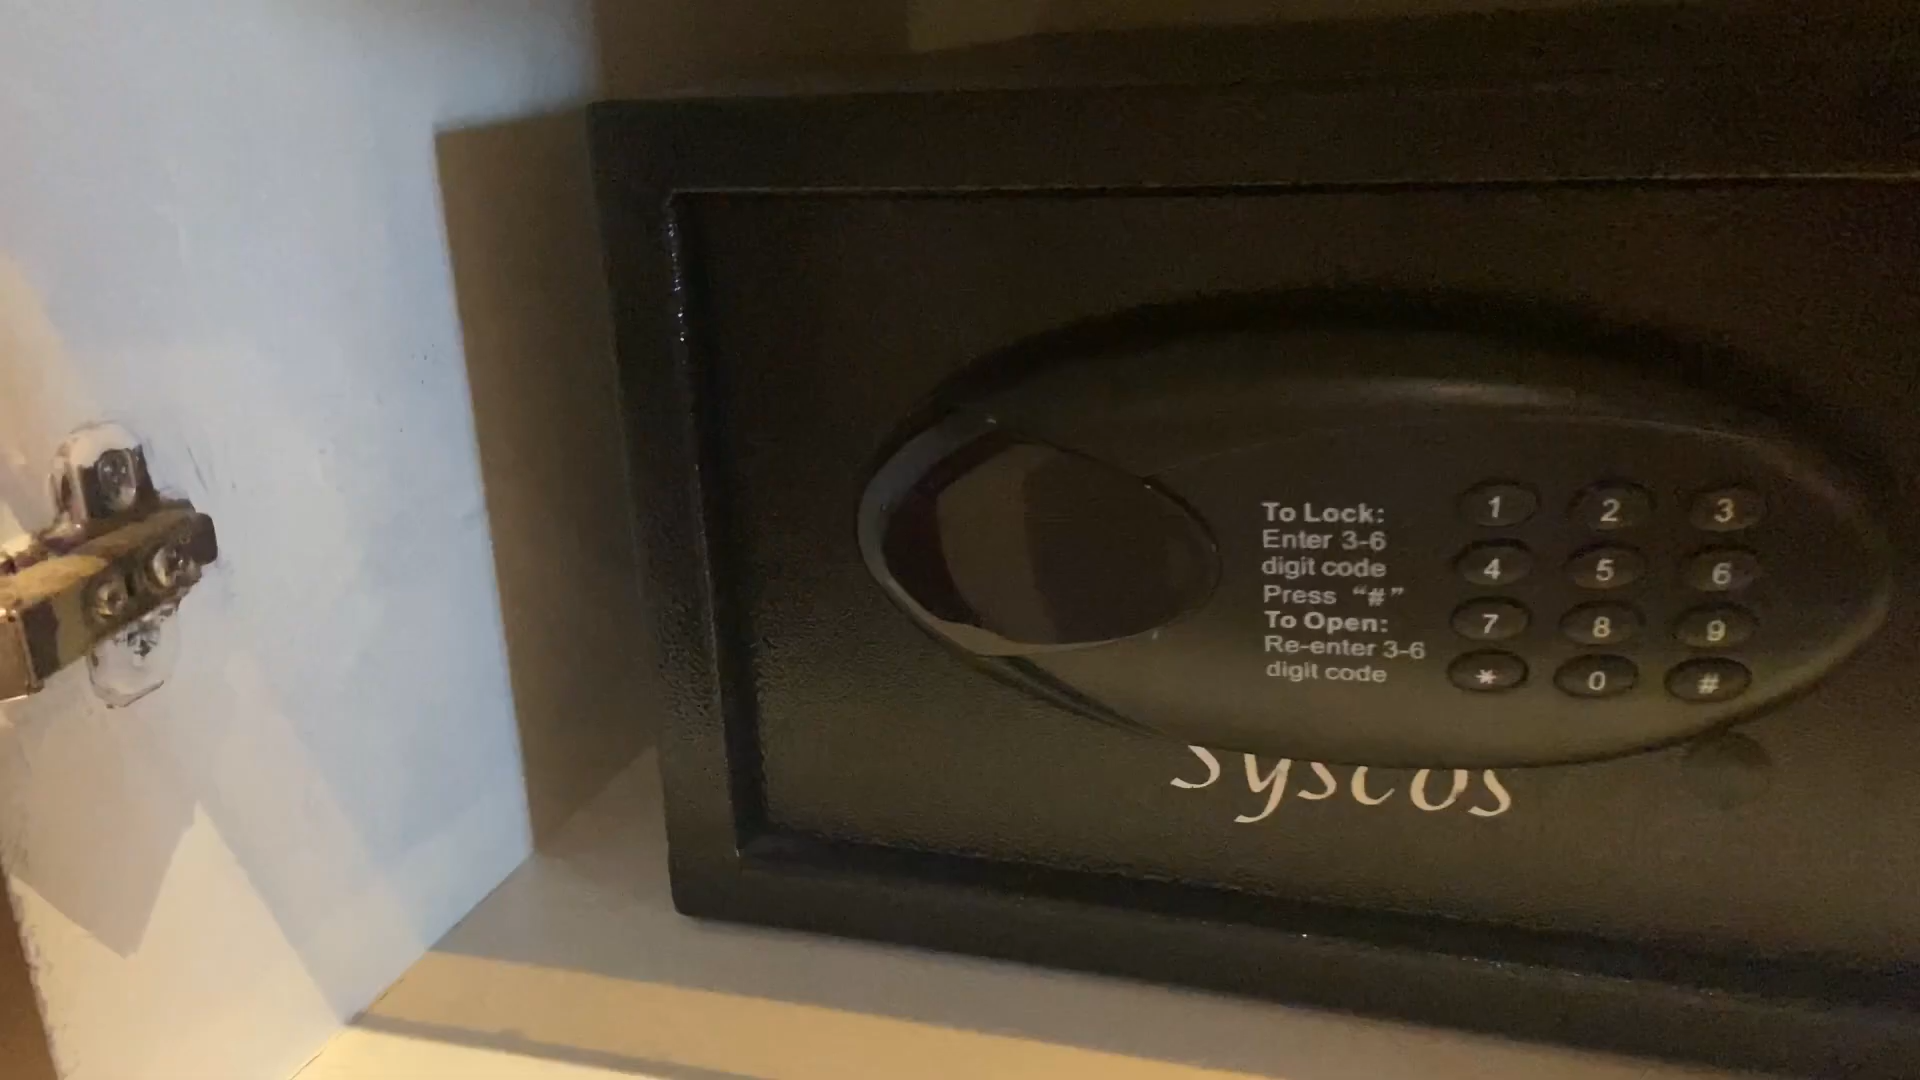 To Lock:
Enter 3-6
digit code
Press “#”
To Open:
Re-enter 3-6
digit code
1 2 3
4 5 6
7 8 9
* 0 #
syscos